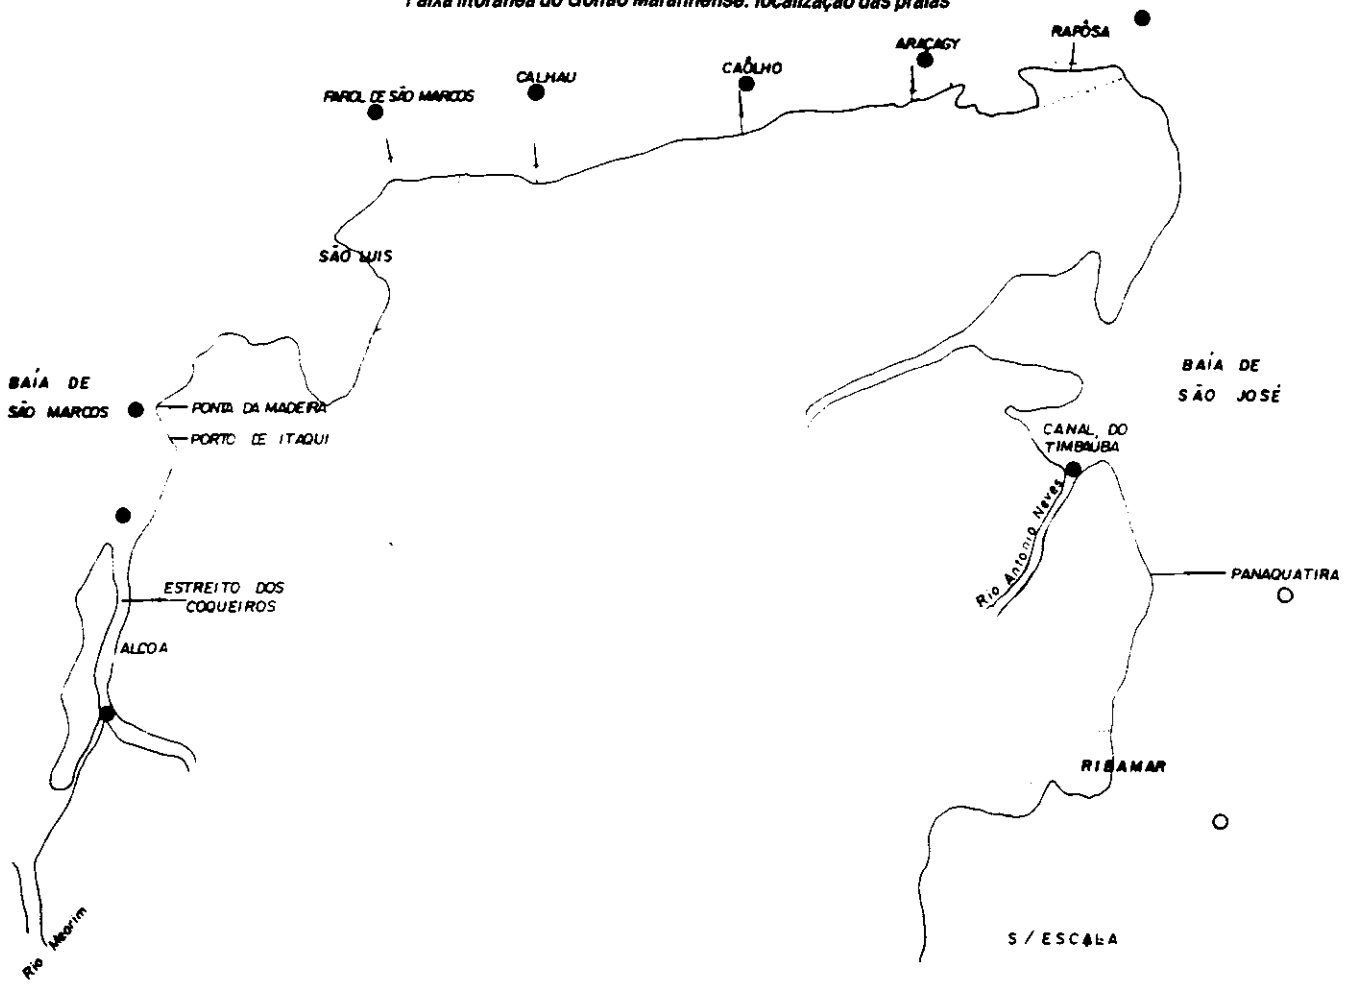 Faixa litorânea do Golfão Maranhense: localização das praias
RAPÔSA
ARAÇAGY
CAÔLHO
CALHAU
FAROL DE SÃO MARCOS
SÃO LUIS
BAÍA DE
SÃO MARCOS
PONTA DA MADEIRA
PORTO DE ITAQUI
BAÍA DE
SÃO JOSÉ
CANAL DO
TIMBAÚBA
Rio Antonio Neves
PANAQUATIRA
ESTREITO DOS
COQUEIROS
ALCOA
RIBAMAR
Rio Mearim
S/ESCALA